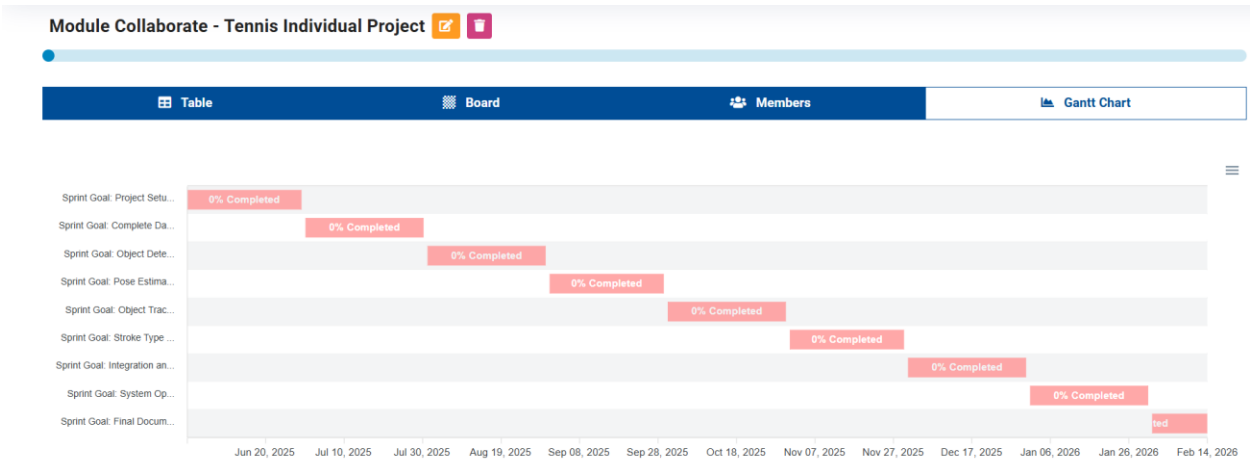 Module Collaborate - Tennis Individual Project
Table
Board
Members
Gantt Chart
Sprint Goal: Project Setu...
0% Completed
Sprint Goal: Complete Da...
0% Completed
Sprint Goal: Object Dete...
0% Completed
Sprint Goal: Pose Estima...
0% Completed
Sprint Goal: Object Trac...
0% Completed
Sprint Goal: Stroke Type ...
0% Completed
Sprint Goal: Integration an...
0% Completed
Sprint Goal: System Op...
0% Completed
Sprint Goal: Final Docum...
ted
Jun 20, 2025 Jul 10, 2025 Jul 30, 2025 Aug 19, 2025 Sep 08, 2025 Sep 28, 2025 Oct 18, 2025 Nov 07, 2025 Nov 27, 2025 Dec 17, 2025 Jan 06, 2026 Jan 26, 2026 Feb 14, 2026